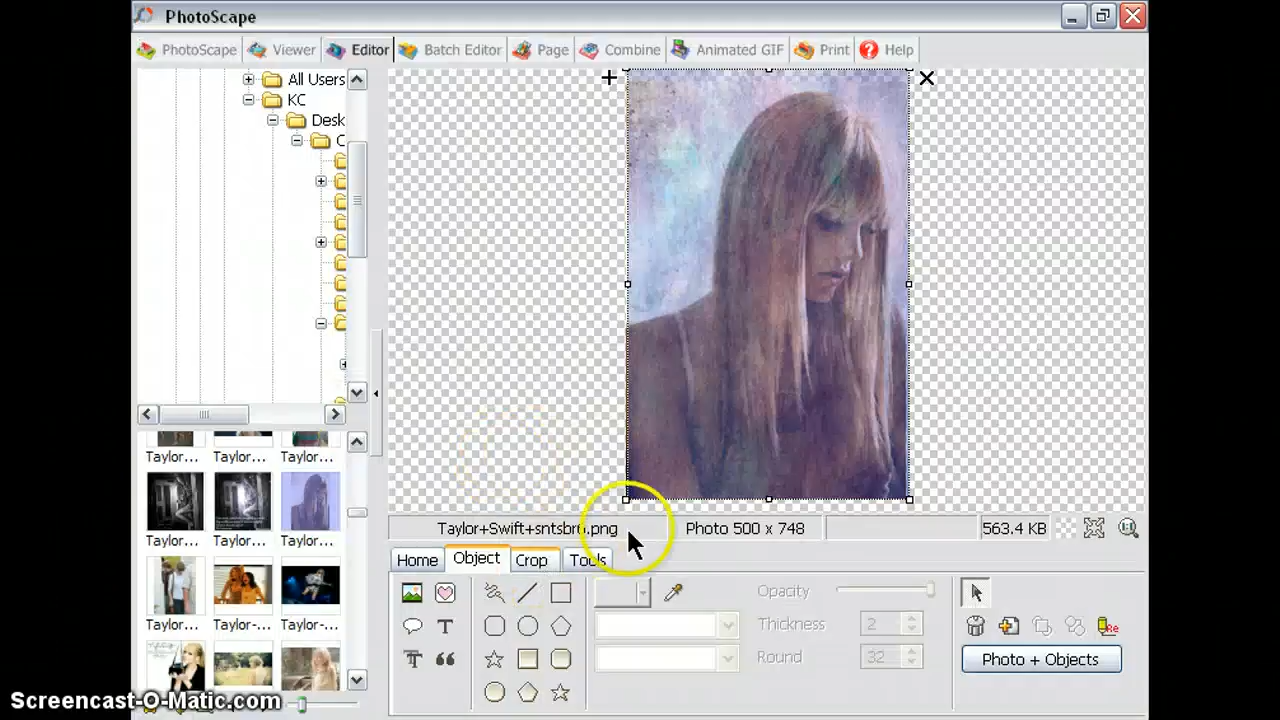 PhotoScape
PhotoScape Viewer Editor Batch Editor Page Combine Animated GIF Print Help
All Users
KC
Desk
C
Taylor... Taylor... Taylor...
Taylor... Taylor... Taylor...
Taylor... Taylor-... Taylor-...
Taylor+Swift+sntsbru.png Photo 500 x 748 563.4 KB
Home Object Crop Tools
Opacity
Thickness 2
Round 32
T
T
Re
Photo + Objects
Screencast-O-Matic.com